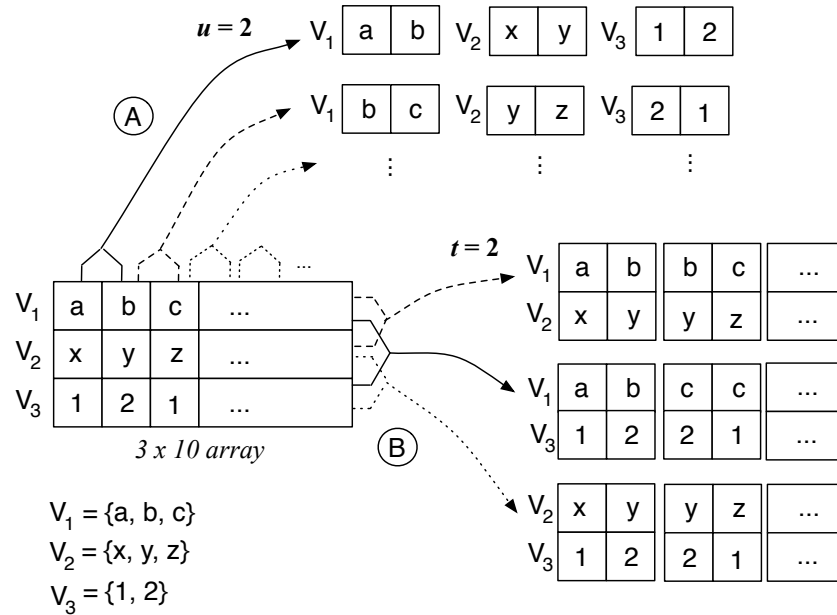 u = 2
V1 a b V2 x y V3 1 2
A
V1 b c V2 y z V3 2 1
⋮ ⋮ ⋮
...
t = 2
V1 a b b c ...
V2 x y y z ...
V1 a b c ...
V2 x y z ...
V3 1 2 1 ...
3 x 10 array
B
V1 a b c c ...
V3 1 2 2 1 ...
V2 x y y z ...
V3 1 2 2 1 ...
V1 = {a, b, c}
V2 = {x, y, z}
V3 = {1, 2}